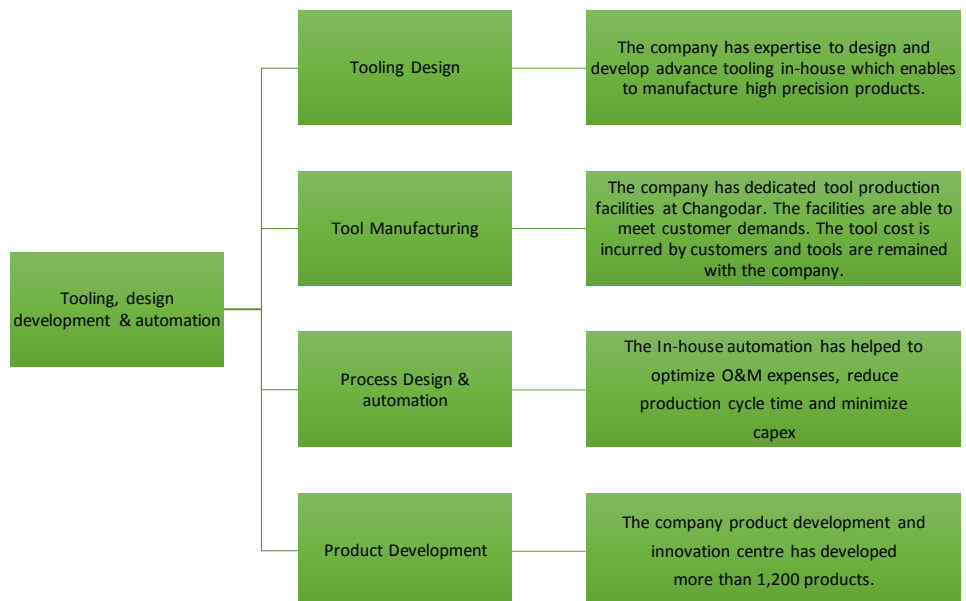 Tooling, design
development & automation
Tooling Design
The company has expertise to design and
develop advance tooling in-house which enables
to manufacture high precision products.
Tool Manufacturing
The company has dedicated tool production
facilities at Changodar. The facilities are able to
meet customer demands. The tool cost is
incurred by customers and tools are remained
with the company.
Process Design &
automation
The In-house automation has helped to
optimize O&M expenses, reduce
production cycle time and minimize
capex
Product Development
The company product development and
innovation centre has developed
more than 1,200 products.